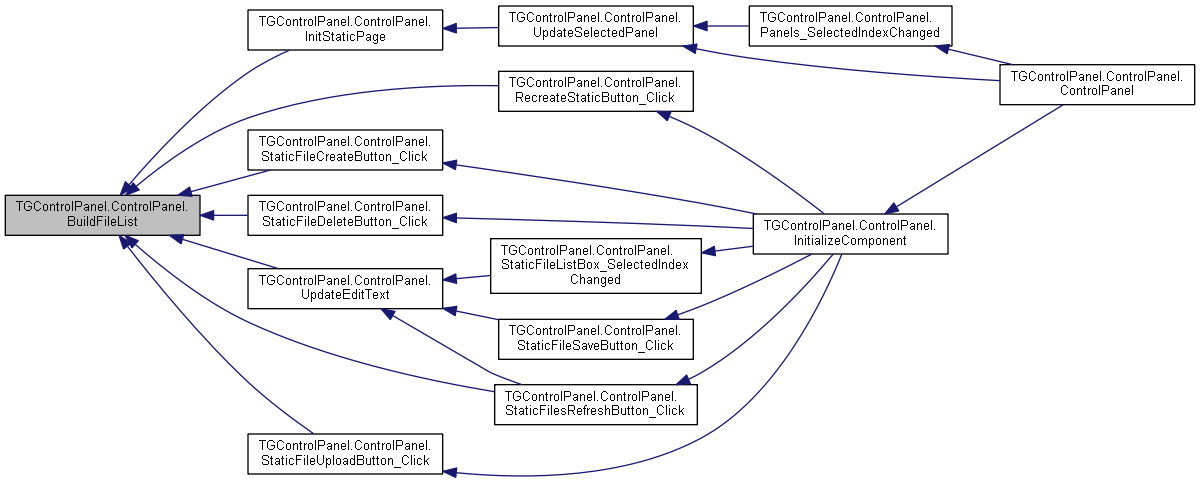 TGControlPanel.ControlPanel.
BuildFileList
TGControlPanel.ControlPanel.
InitStaticPage
TGControlPanel.ControlPanel.
UpdateSelectedPanel
TGControlPanel.ControlPanel.
Panels_SelectedIndexChanged
TGControlPanel.ControlPanel.
ControlPanel
TGControlPanel.ControlPanel.
RecreateStaticButton_Click
TGControlPanel.ControlPanel.
StaticFileCreateButton_Click
TGControlPanel.ControlPanel.
StaticFileDeleteButton_Click
TGControlPanel.ControlPanel.
InitializeComponent
TGControlPanel.ControlPanel.
StaticFileListBox_SelectedIndex
Changed
TGControlPanel.ControlPanel.
UpdateEditText
TGControlPanel.ControlPanel.
StaticFileSaveButton_Click
TGControlPanel.ControlPanel.
StaticFilesRefreshButton_Click
TGControlPanel.ControlPanel.
StaticFileUploadButton_Click